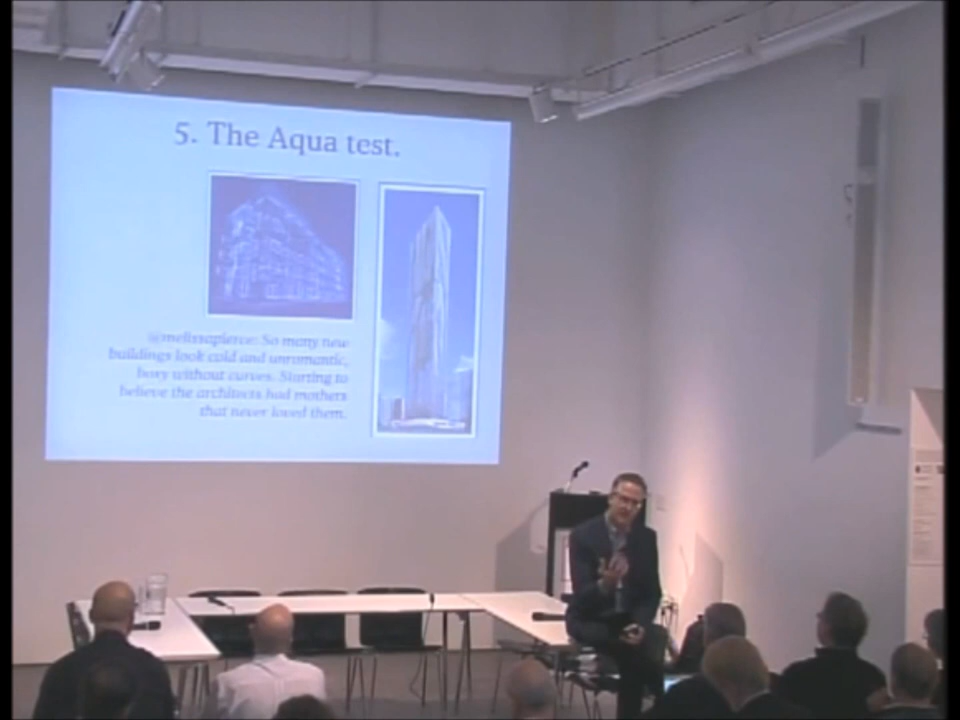 5. The Aqua test.
@melissapierce: So many new
buildings look cold and unromantic,
boxy without curves. Starting to
believe the architects had mothers
that never loved them.